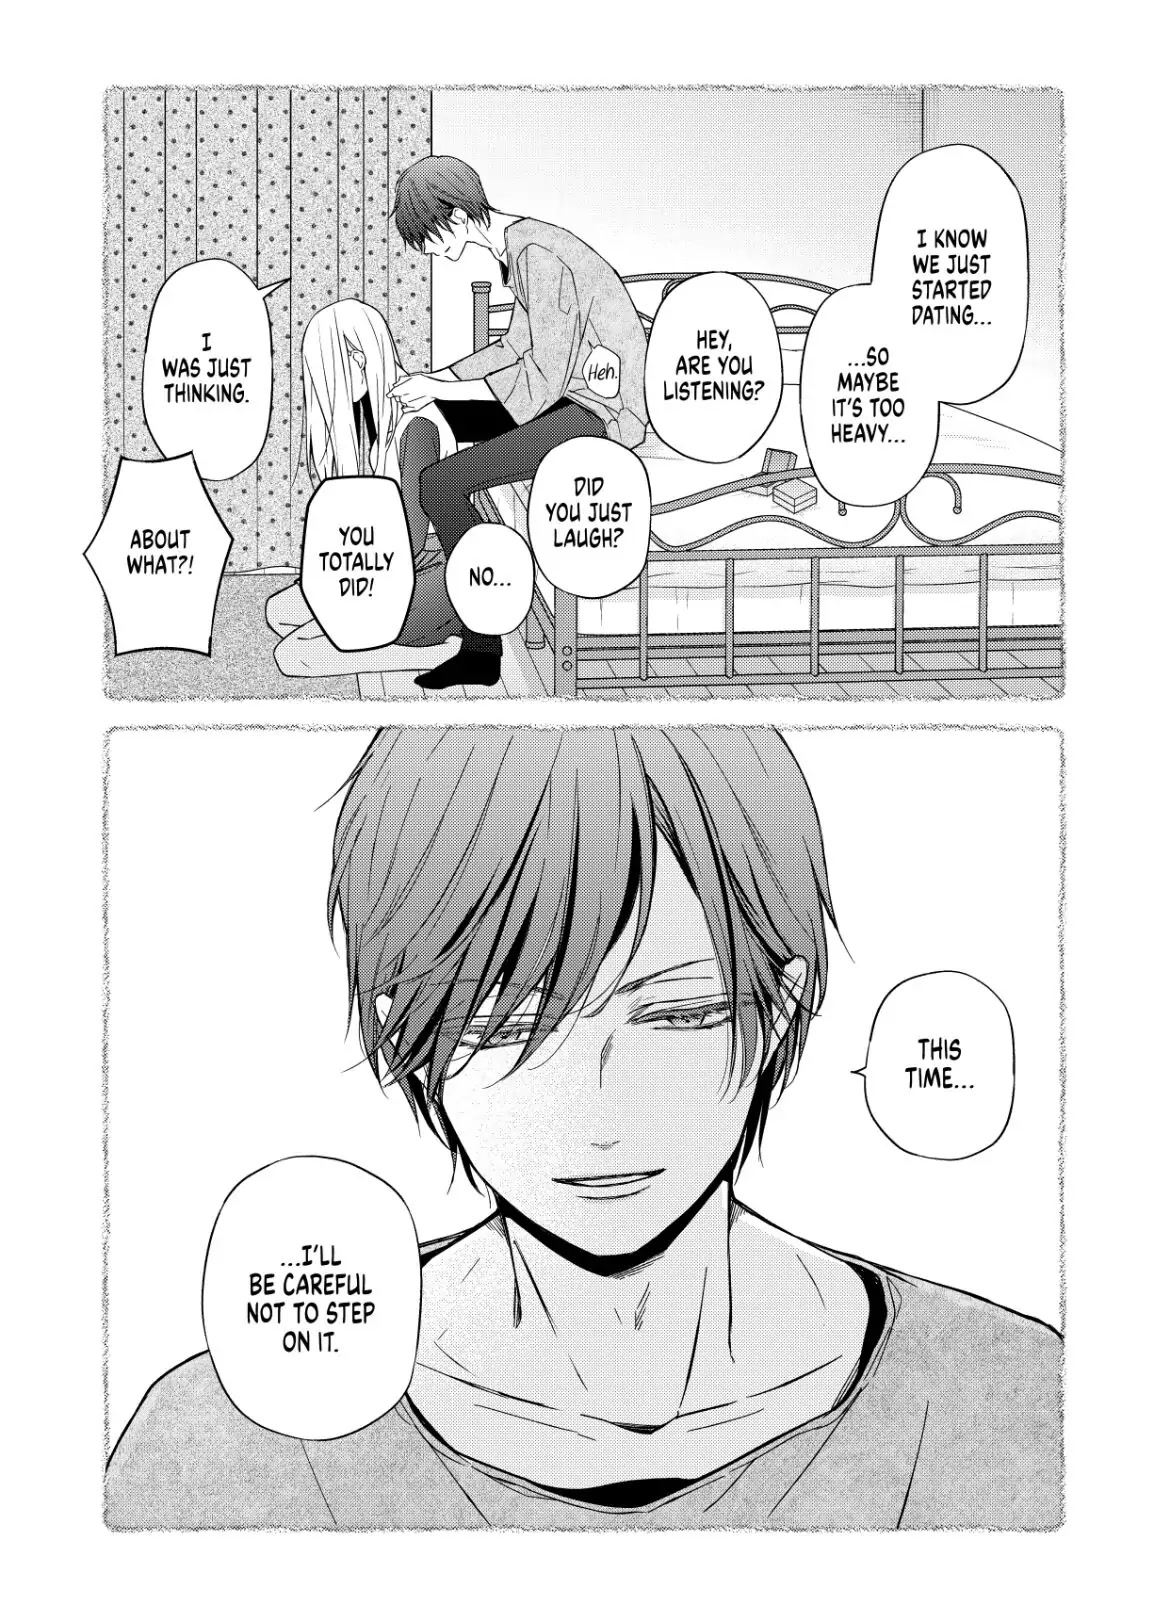 I KNOW
WE JUST
STARTED
DATING...
...SO
MAYBE
IT'S TOO
HEAVY...
HEY,
ARE YOU
LISTENING?
Heh.
DID
YOU JUST
LAUGH?
NO...
YOU
TOTALLY
DID!
I
WAS JUST
THINKING.
ABOUT
WHAT?!
THIS
TIME...
...I'LL
BE CAREFUL
NOT TO STEP
ON IT.